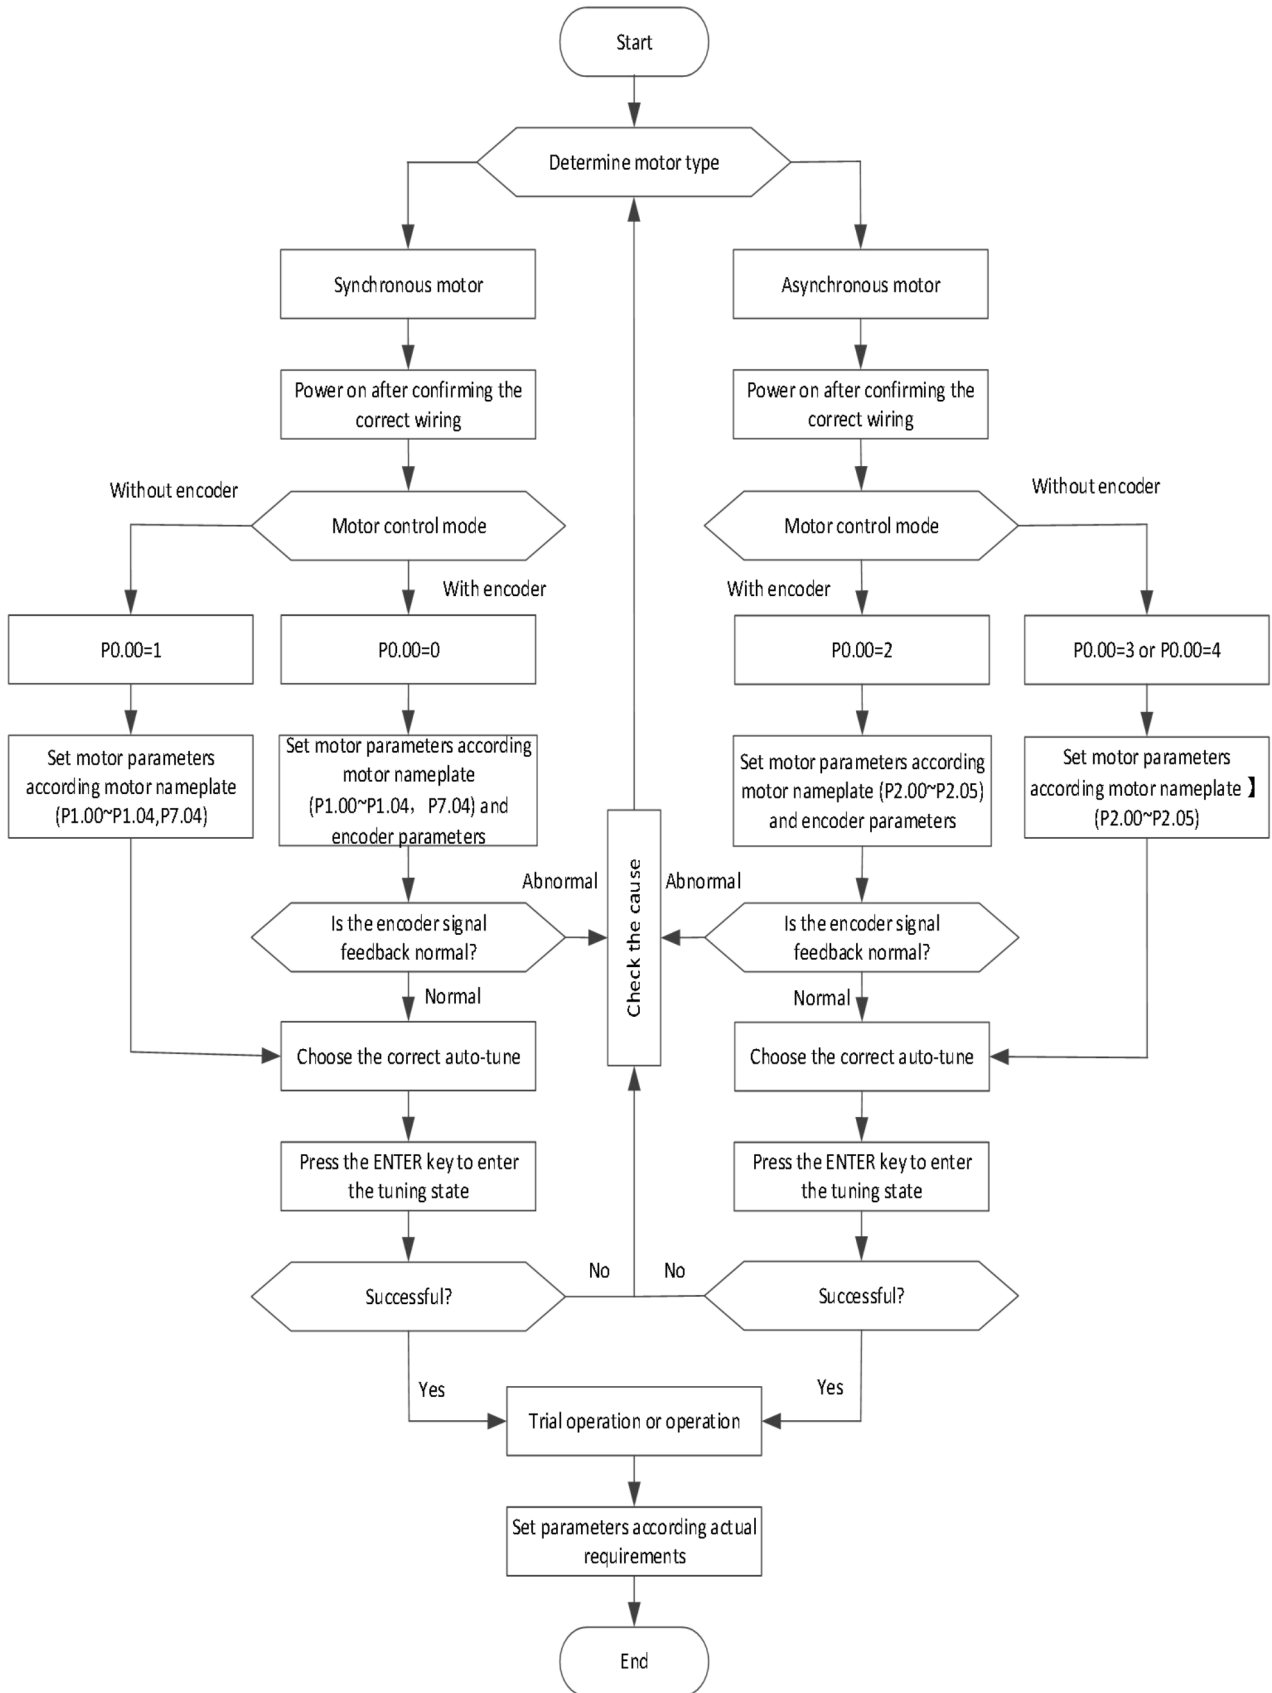 Start
Determine motor type
Synchronous motor
Asynchronous motor
Power on after confirming the
correct wiring
Power on after confirming the
correct wiring
Without encoder
Motor control mode
Motor control mode
Without encoder
With encoder
With encoder
P0.00=1
P0.00=0
P0.00=2
P0.00=3 or P0.00=4
Set motor parameters
according motor nameplate
(P1.00~P1.04,P7.04)
Set motor parameters according
motor nameplate
(P1.00~P1.04，P7.04) and
encoder parameters
Set motor parameters according
motor nameplate (P2.00~P2.05)
and encoder parameters
Set motor parameters
according motor nameplate】
(P2.00~P2.05)
Abnormal
Abnormal
Is the encoder signal
feedback normal?
Check the cause
Is the encoder signal
feedback normal?
Normal
Normal
Choose the correct auto-tune
Choose the correct auto-tune
Press the ENTER key to enter
the tuning state
Press the ENTER key to enter
the tuning state
No
No
Successful?
Successful?
Yes
Yes
Trial operation or operation
Set parameters according actual
requirements
End